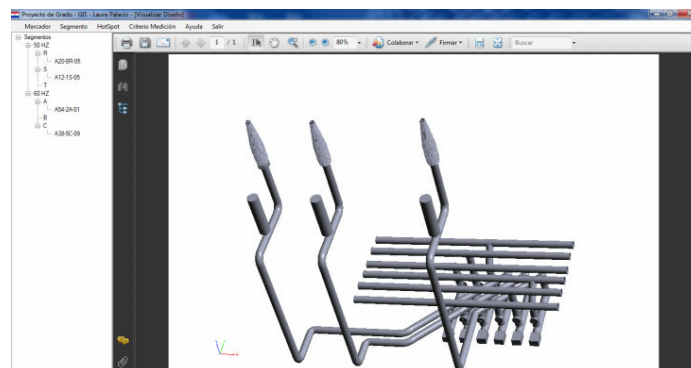 Proyecto de Grado - GIS - Laura Palacio - [Visualizar Diseño]
Marcador Segmento HotSpot Criterio Medición Ayuda Salir
Segmentos
50 HZ
R
A20-8R-05
S
A12-1S-05
T
60 HZ
A
A54-2A-01
B
C
A38-5C-09
1 / 1 80% Colaborar Firmar Buscar